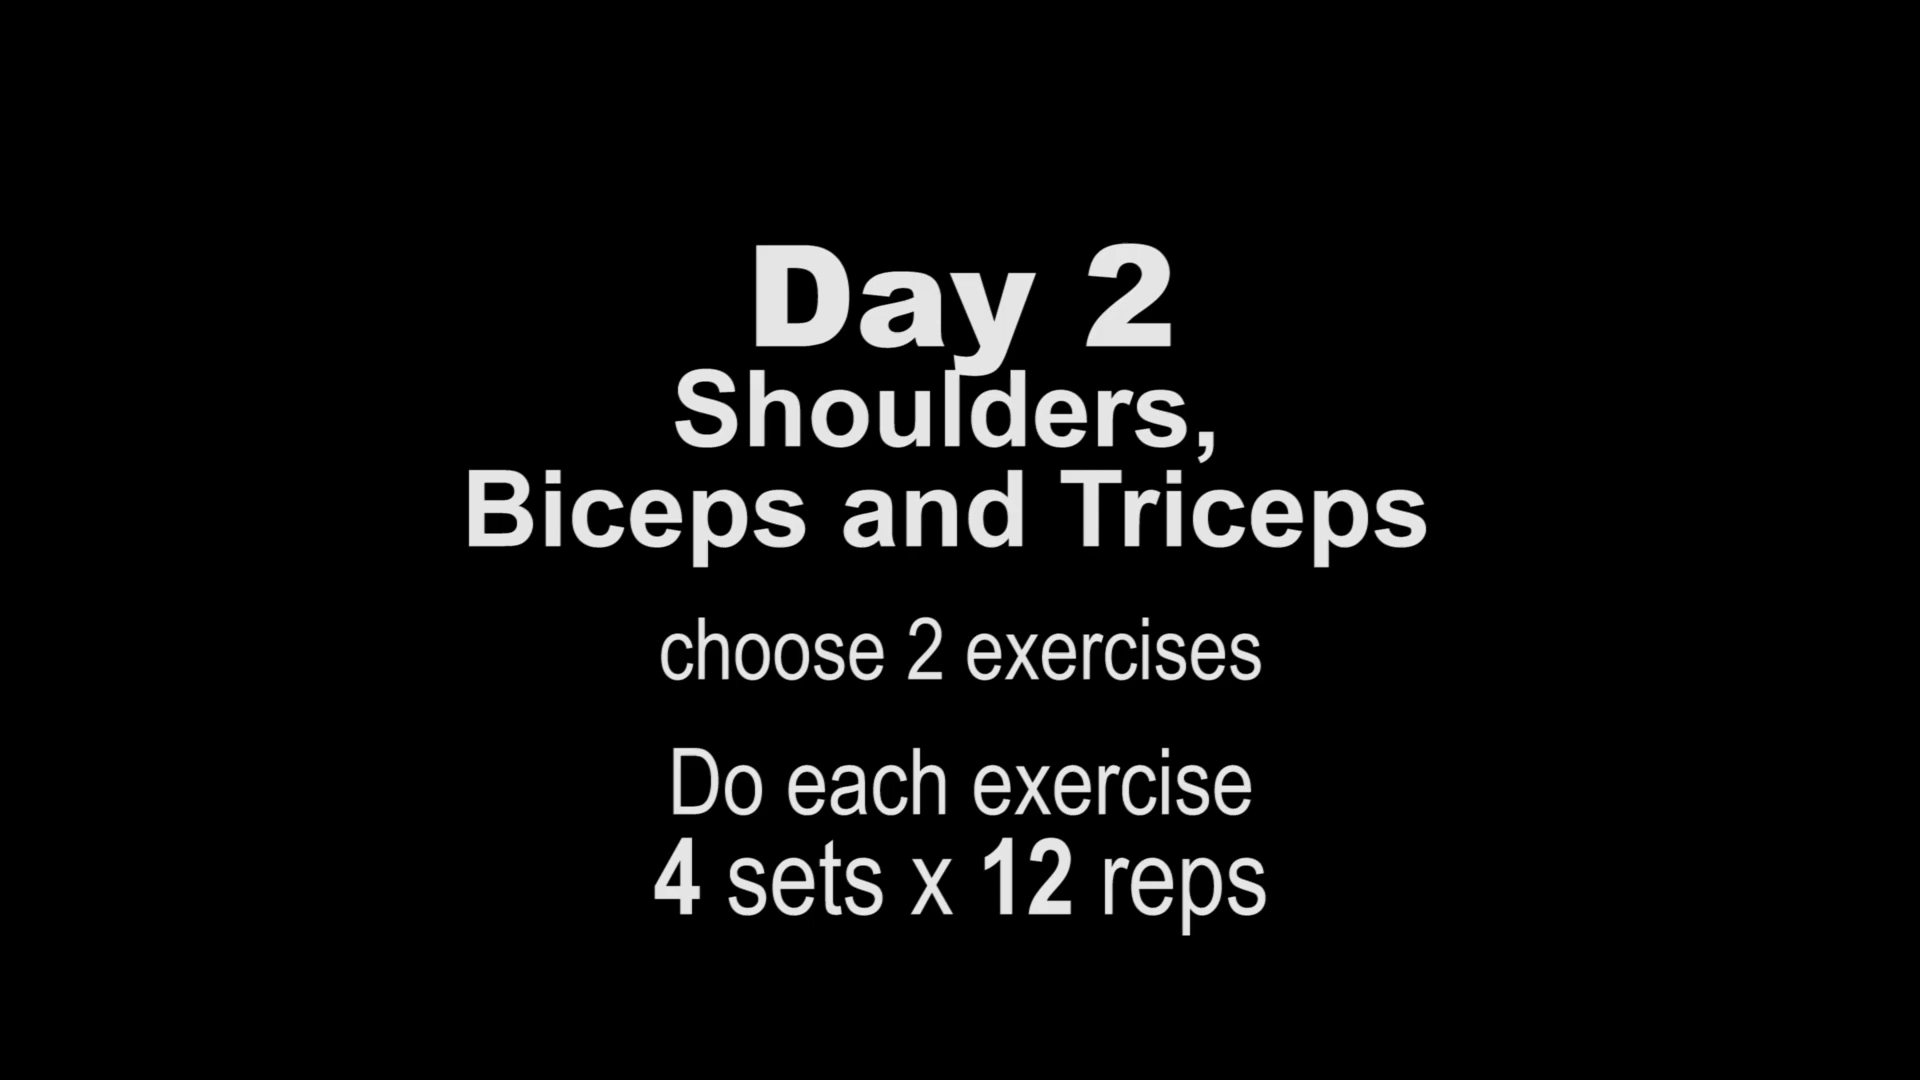 Day 2
Shoulders,
Biceps and Triceps
choose 2 exercises
Do each exercise
4 sets x 12 reps